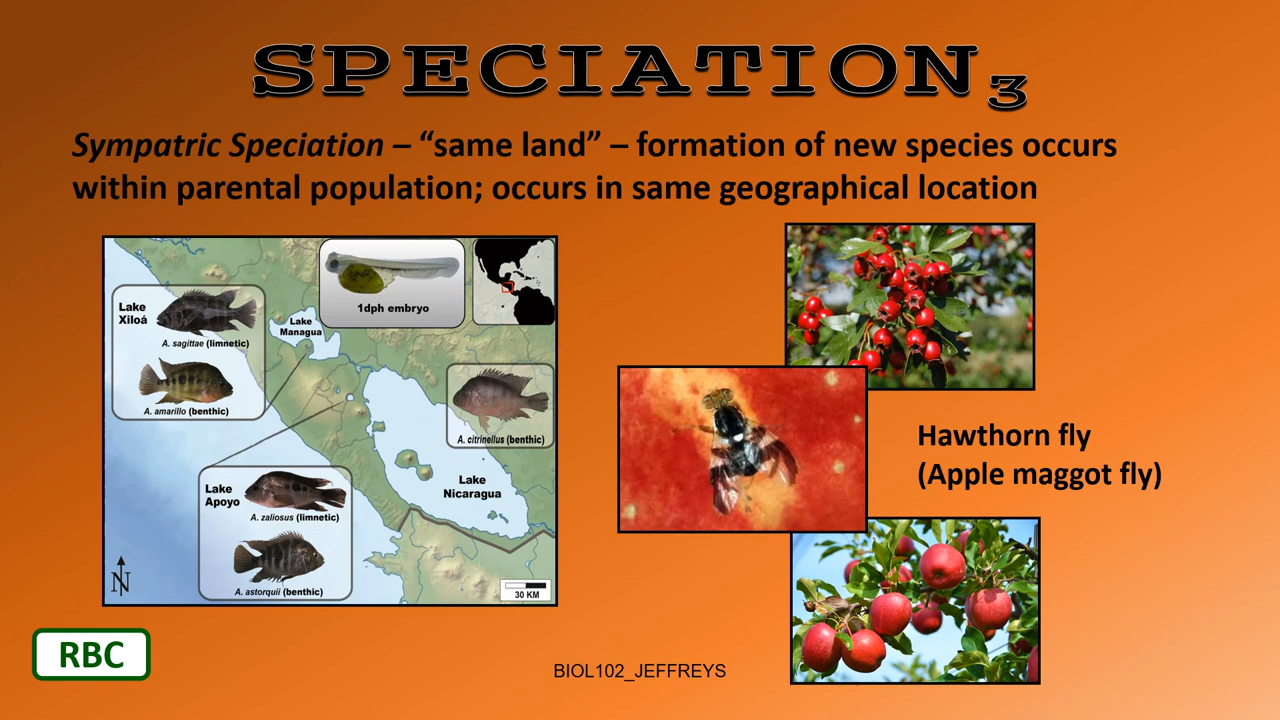 SPECIATION3
Sympatric Speciation – “same land” – formation of new species occurs
within parental population; occurs in same geographical location
1dph embryo
Lake
Xiloá
A. sagittae (limnetic)
A. amarillo (benthic)
Lake
Managua
A. citrinellus (benthic)
Lake
Nicaragua
Lake
Apoyo
A. zaliosus (limnetic)
A. astorquii (benthic)
N
30 KM
Hawthorn fly
(Apple maggot fly)
RBC
BIOL102_JEFFREYS